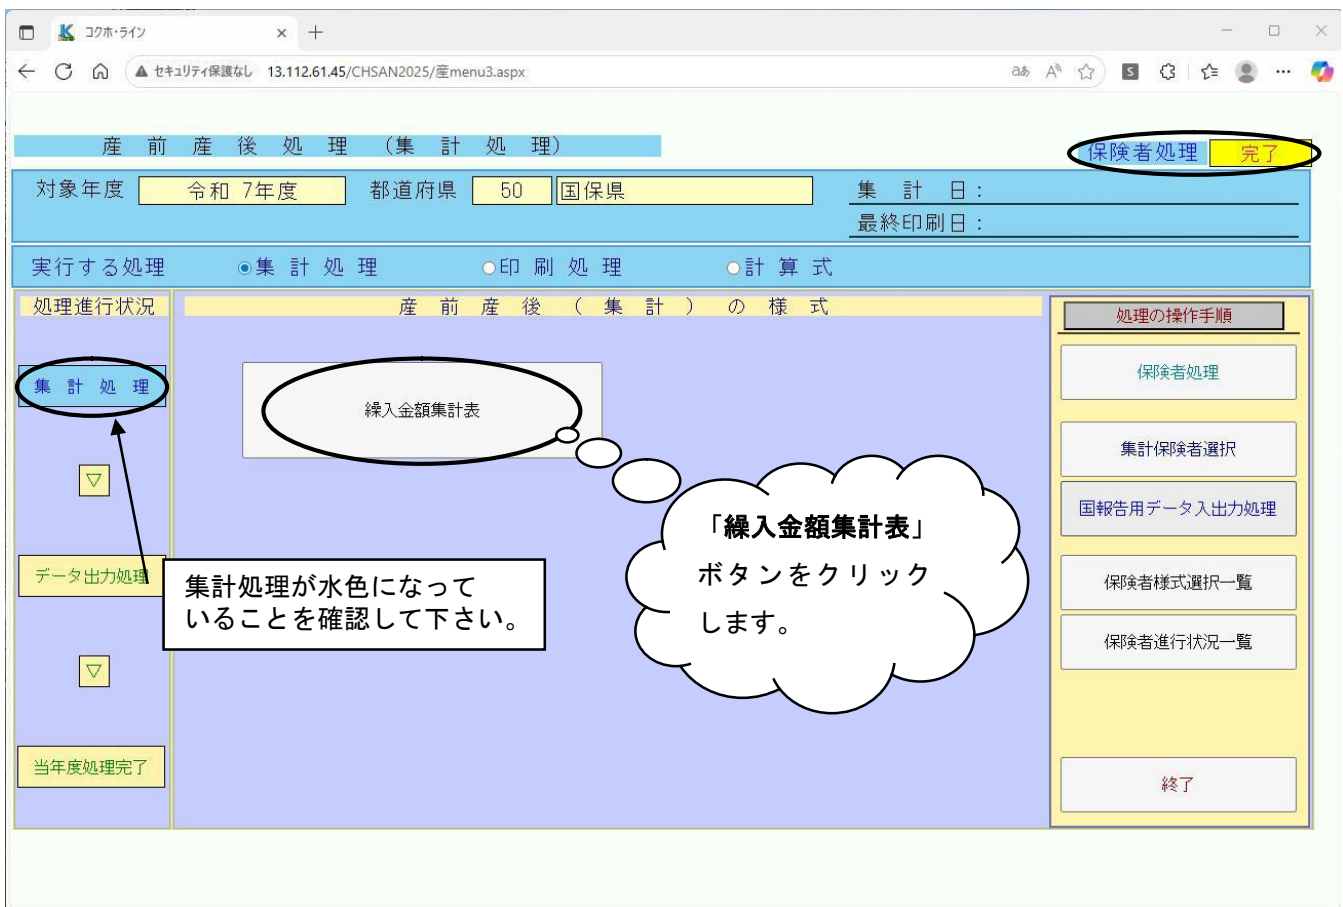 コクホ・ライン
セキュリティ保護なし 13.112.61.45/CHSAN2025/産menu3.aspx
産前産後処理（集計処理）
保険者処理 完了
対象年度 令和 7年度 都道府県 50 国保県 集計日：
最終印刷日：
実行する処理 集計処理 印刷処理 計算式
処理進行状況
産前産後（集計）の様式
処理の操作手順
集計処理
繰入金額集計表
保険者処理
集計保険者選択
▽
国報告用データ入出力処理
「繰入金額集計表」
ボタンをクリック
します。
データ出力処理
集計処理が水色になって
いることを確認して下さい。
保険者様式選択一覧
保険者進行状況一覧
▽
当年度処理完了
終了